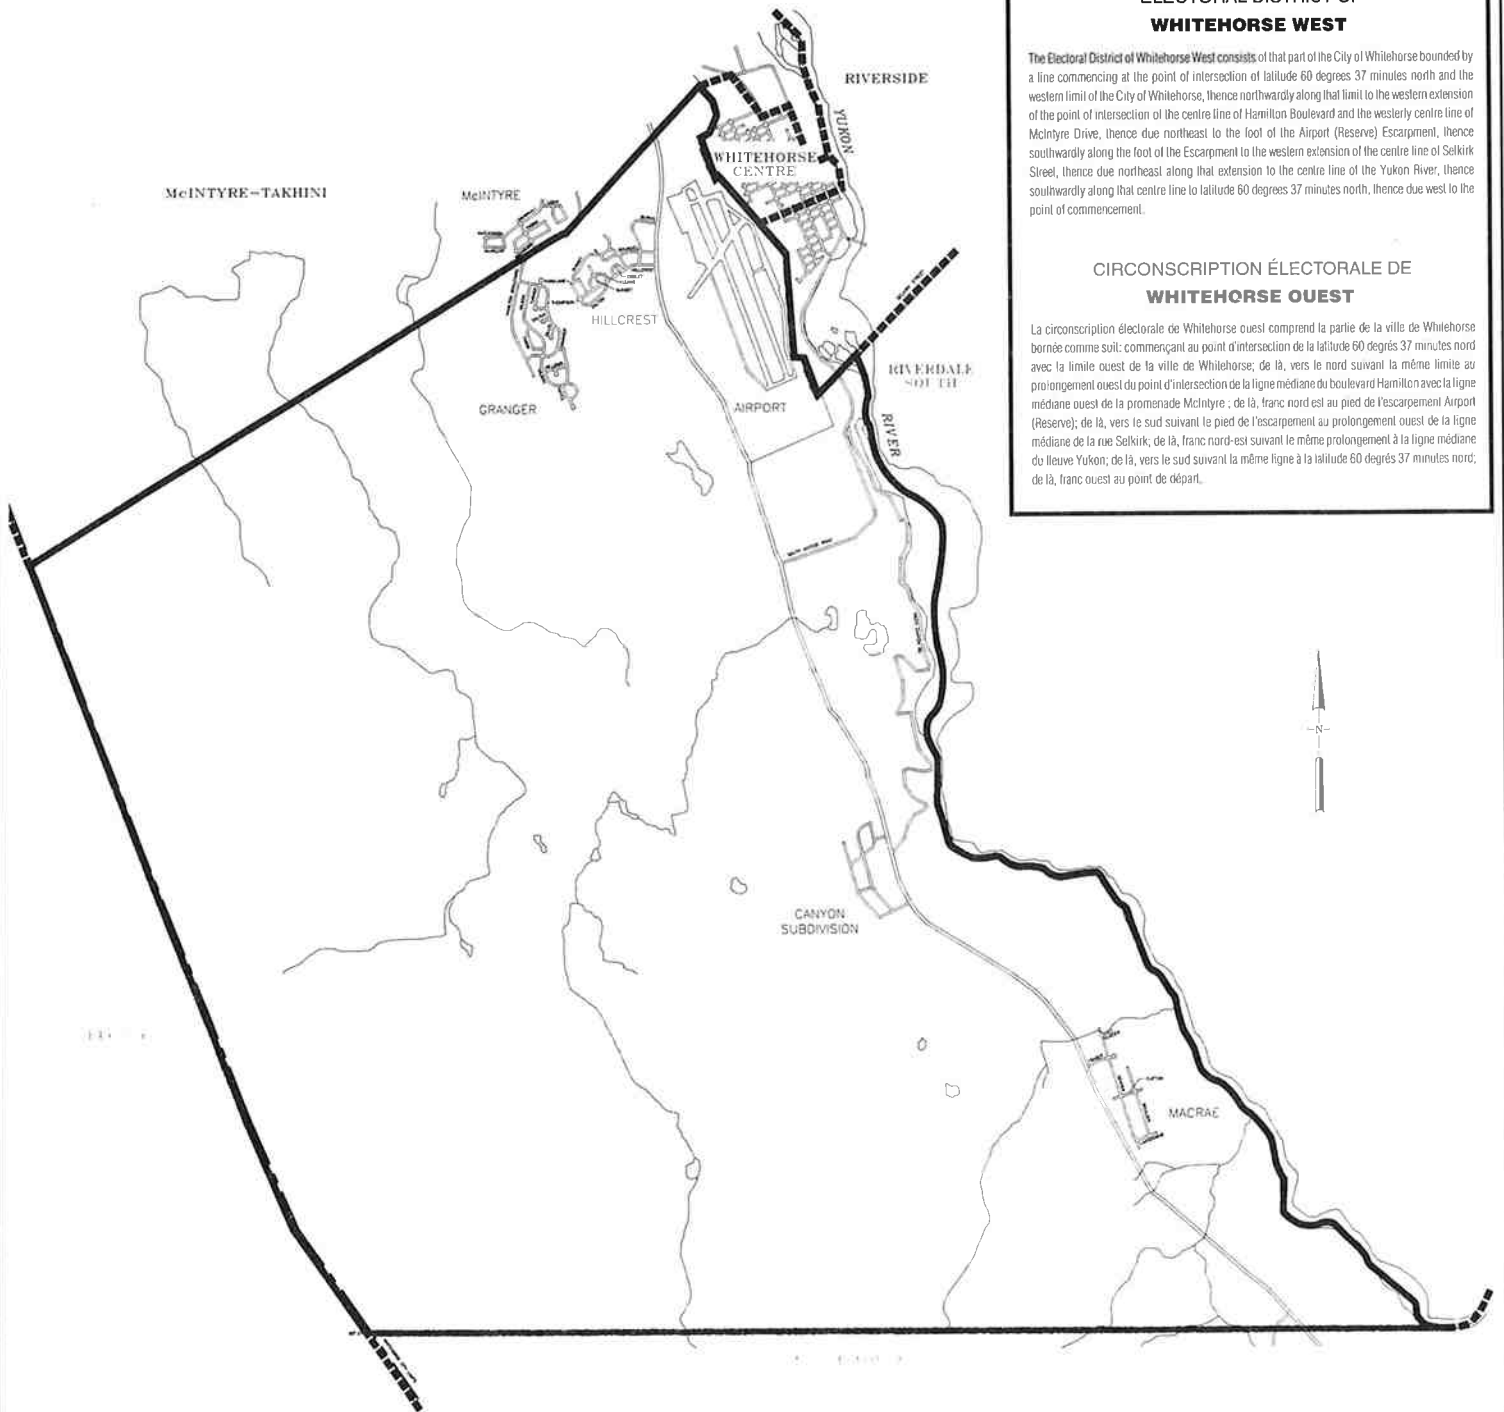 WHITEHORSE WEST
The Electoral District of Whitehorse West consists of that part of the City of Whitehorse bounded by
a line commencing at the point of intersection of latitude 60 degrees 37 minutes north and the
western limit of the City of Whitehorse, thence northwardly along that limit to the western extension
of the point of intersection of the centre line of Hamilton Boulevard and the westerly centre line of
McIntyre Drive, thence due northeast to the foot of the Airport (Reserve) Escarpment, thence
southwardly along the foot of the Escarpment to the western extension of the centre line of Selkirk
Street, thence due northeast along that extension to the centre line of the Yukon River, thence
southwardly along that centre line to latitude 60 degrees 37 minutes north, thence due west to the
point of commencement.
CIRCONSCRIPTION ÉLECTORALE DE
WHITEHORSE OUEST
La circonscription électorale de Whitehorse ouest comprend la partie de la ville de Whitehorse
bornée comme suit: commençant au point d'intersection de la latitude 60 degrés 37 minutes nord
avec la limite ouest de la ville de Whitehorse; de là, vers le nord suivant la même limite au
prolongement ouest du point d'intersection de la ligne médiane du boulevard Hamilton avec la ligne
médiane ouest de la promenade McIntyre ; de là, franc nord est au pied de l'escarpement Airport
(Reserve); de là, vers le sud suivant le pied de l'escarpement au prolongement ouest de la ligne
médiane de la rue Selkirk; de là, franc nord-est suivant le même prolongement à la ligne médiane
du fleuve Yukon; de là, vers le sud suivant la même ligne à la latitude 60 degrés 37 minutes nord;
de là, franc ouest au point de départ.
RIVERSIDE
YUKON
WHITEHORSE
CENTRE
McINTYRE-TAKHINI
McINTYRE
HILLCREST
GRANGER
AIRPORT
RIVERDALE
SOUTH
RIVER
-N-
CANYON
SUBDIVISION
MACRAE